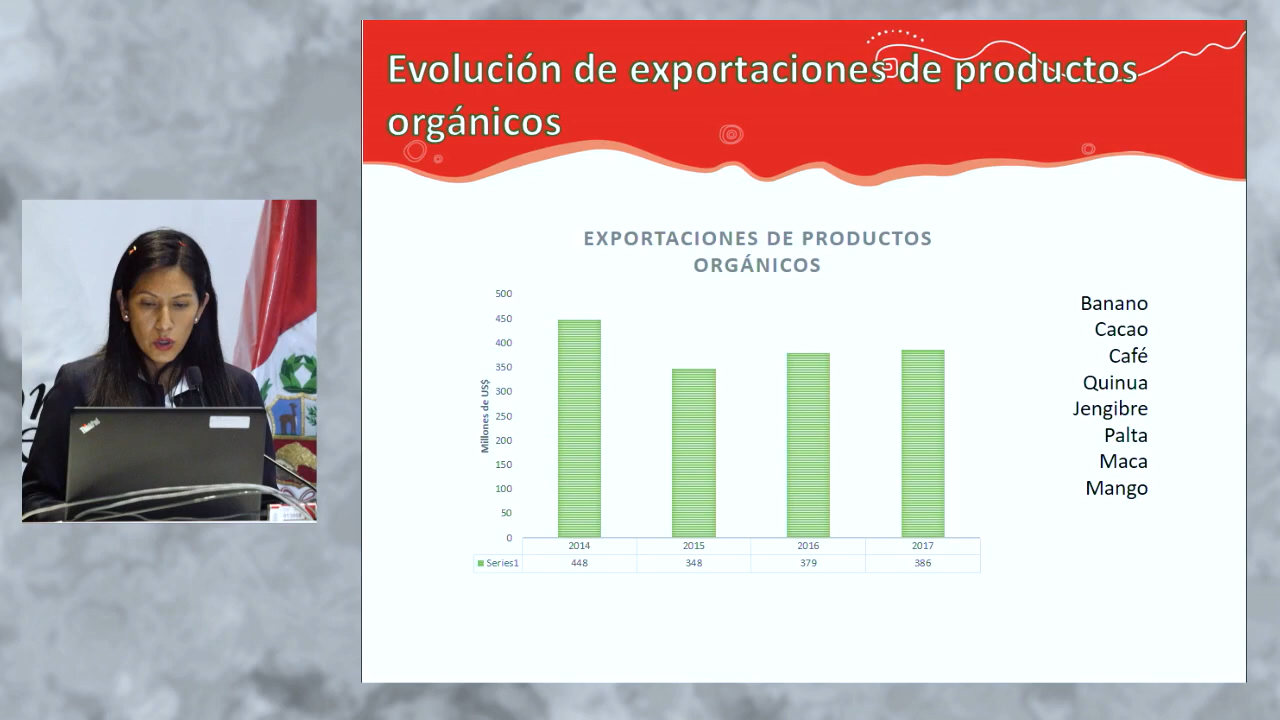 Evolución de exportaciones de productos
orgánicos
EXPORTACIONES DE PRODUCTOS
ORGÁNICOS
Millones de US$
500
450
400
350
300
250
200
150
100
50
0
2014 2015 2016 2017
Series1 448 348 379 386
Banano
Cacao
Café
Quinua
Jengibre
Palta
Maca
Mango
ThinkPad